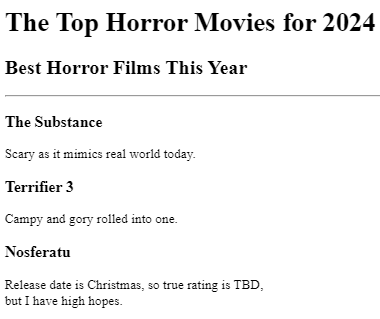 The Top Horror Movies for 2024
Best Horror Films This Year
The Substance
Scary as it mimics real world today.
Terrifier 3
Campy and gory rolled into one.
Nosferatu
Release date is Christmas, so true rating is TBD,
but I have high hopes.